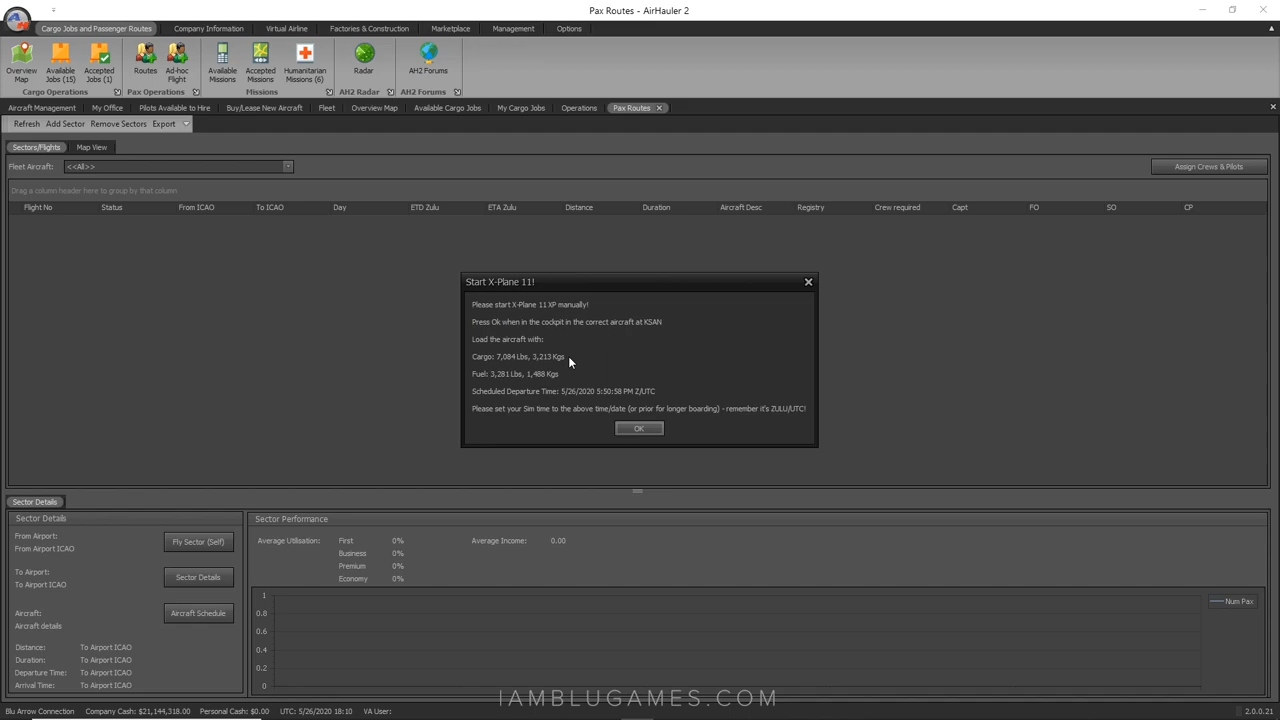 Pax Routes - AirHauler 2
Cargo Jobs and Passenger Routes
Company Information
Virtual Airline
Factories & Construction
Marketplace
Management
Options
Overview Map
Available Jobs (15)
Accepted Jobs (1)
Routes
Ad-hoc Flight
Available Missions
Accepted Missions
Humanitarian Missions (6)
Radar
AH2 Forums
Cargo Operations
Pax Operations
Missions
AH2 Radar
AH2 Forums
Aircraft Management
My Office
Pilots Available to Hire
Buy/Lease New Aircraft
Fleet
Overview Map
Available Cargo Jobs
My Cargo Jobs
Operations
Pax Routes
Refresh
Add Sector
Remove Sectors
Export
Sectors/Flights
Map View
Fleet Aircraft:
<<All>>
Assign Crews & Pilots
Drag a column header here to group by that column
Flight No
Status
From ICAO
To ICAO
Day
ETD Zulu
ETA Zulu
Distance
Duration
Aircraft Desc
Registry
Crew required
Capt
FO
SO
CP
Start X-Plane 11!
Please start X-Plane 11 XP manually!
Press Ok when in the cockpit in the correct aircraft at KSAN
Load the aircraft with:
Cargo: 7,084 Lbs, 3,213 Kgs
Fuel: 3,281 Lbs, 1,488 Kgs
Scheduled Departure Time: 5/26/2020 5:50:58 PM Z/UTC
Please set your Sim time to the above time/date (or prior for longer boarding) - remember it's ZULU/UTC!
OK
Sector Details
Sector Details
From Airport:
From Airport ICAO
Fly Sector (Self)
To Airport:
To Airport ICAO
Sector Details
Aircraft:
Aircraft details
Aircraft Schedule
Distance: To Airport ICAO
Duration: To Airport ICAO
Departure Time: To Airport ICAO
Arrival Time: To Airport ICAO
Sector Performance
Average Utilisation:
First 0%
Business 0%
Premium 0%
Economy 0%
Average Income: 0.00
1
0.8
0.6
0.4
0.2
0
Num Pax
IAMBLUGAMES.COM
Blu Arrow Connection
Company Cash: $21,144,318.00
Personal Cash: $0.00
UTC: 5/26/2020 18:10
VA User:
2.0.0.21